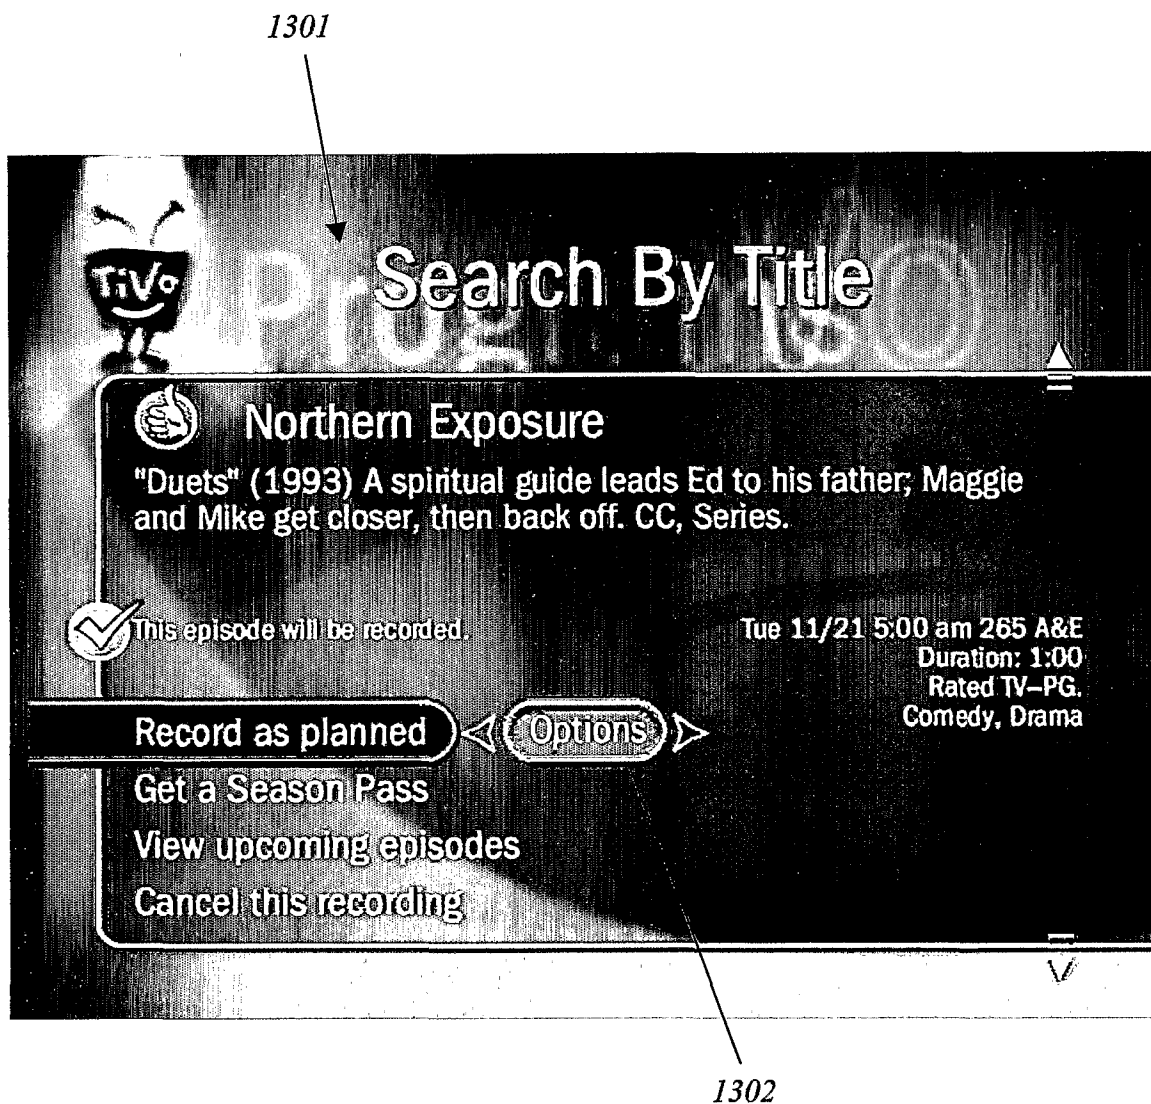 1301
TiVo
Search By Title
Northern Exposure
"Duets" (1993) A spiritual guide leads Ed to his father; Maggie
and Mike get closer, then back off. CC, Series.
This episode will be recorded.
Tue 11/21 5:00 am 265 A&E
Duration: 1:00
Rated TV-PG.
Comedy, Drama
Record as planned
Options
Get a Season Pass
View upcoming episodes
Cancel this recording
1302